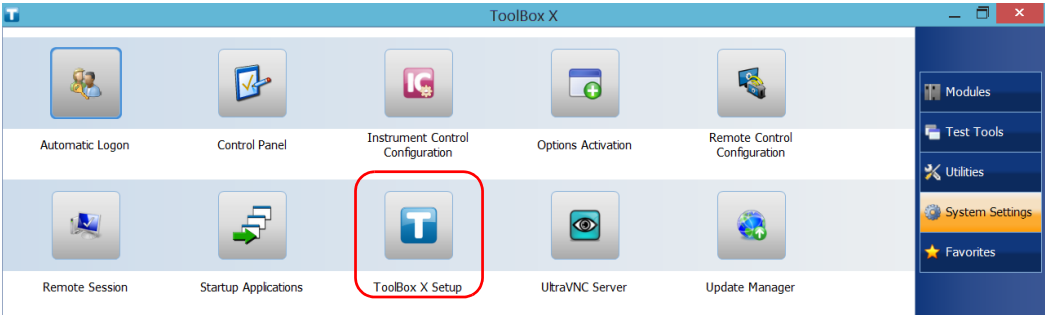 ToolBox X
Automatic Logon
Control Panel
Instrument Control
Configuration
Options Activation
Remote Control
Configuration
Remote Session
Startup Applications
ToolBox X Setup
UltraVNC Server
Update Manager
Modules
Test Tools
Utilities
System Settings
Favorites
T
IC
T